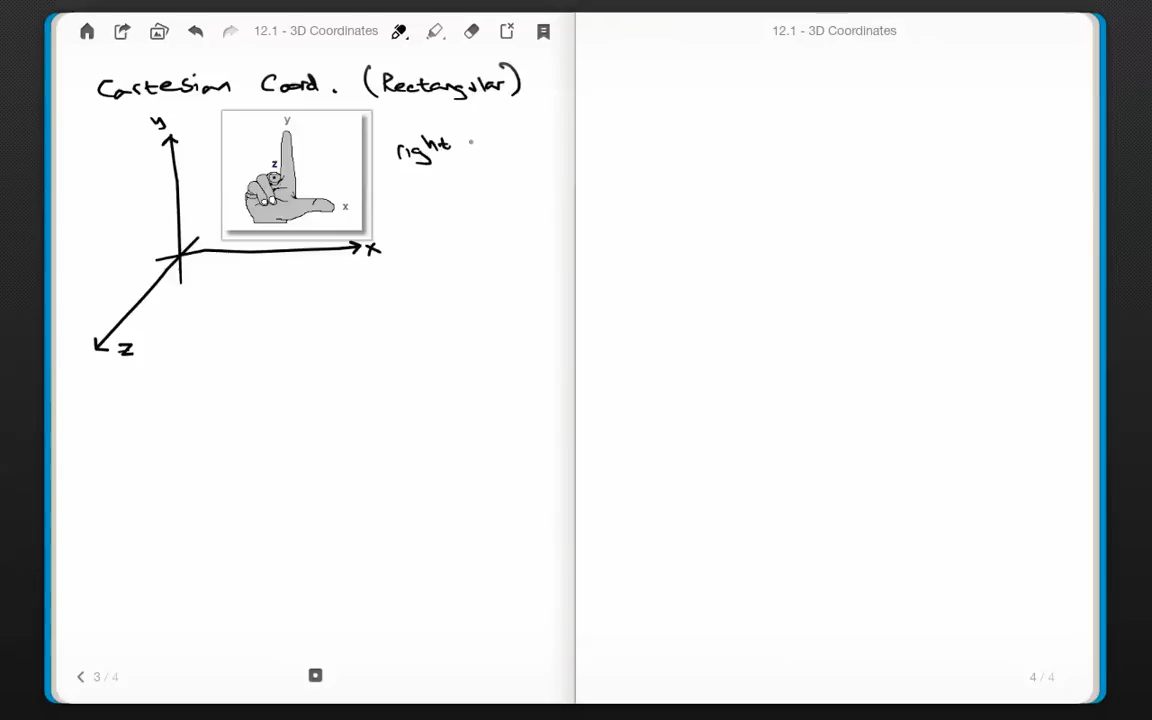 12.1 - 3D Coordinates
12.1 - 3D Coordinates
Cartesian Coord. (Rectangular)
y
y
right
z
x
x
z
3 / 4
4 / 4